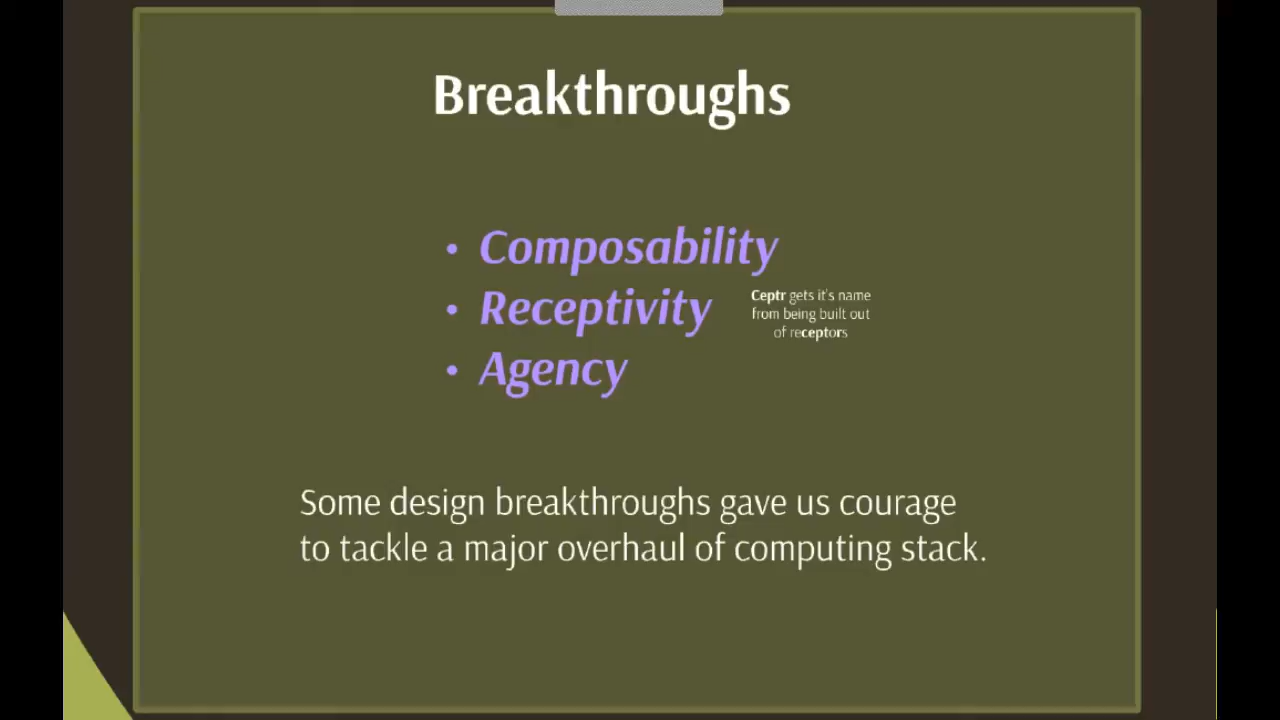 Breakthroughs
• Composability
• Receptivity
Ceptr gets it's name
from being built out
of receptors
• Agency
Some design breakthroughs gave us courage
to tackle a major overhaul of computing stack.